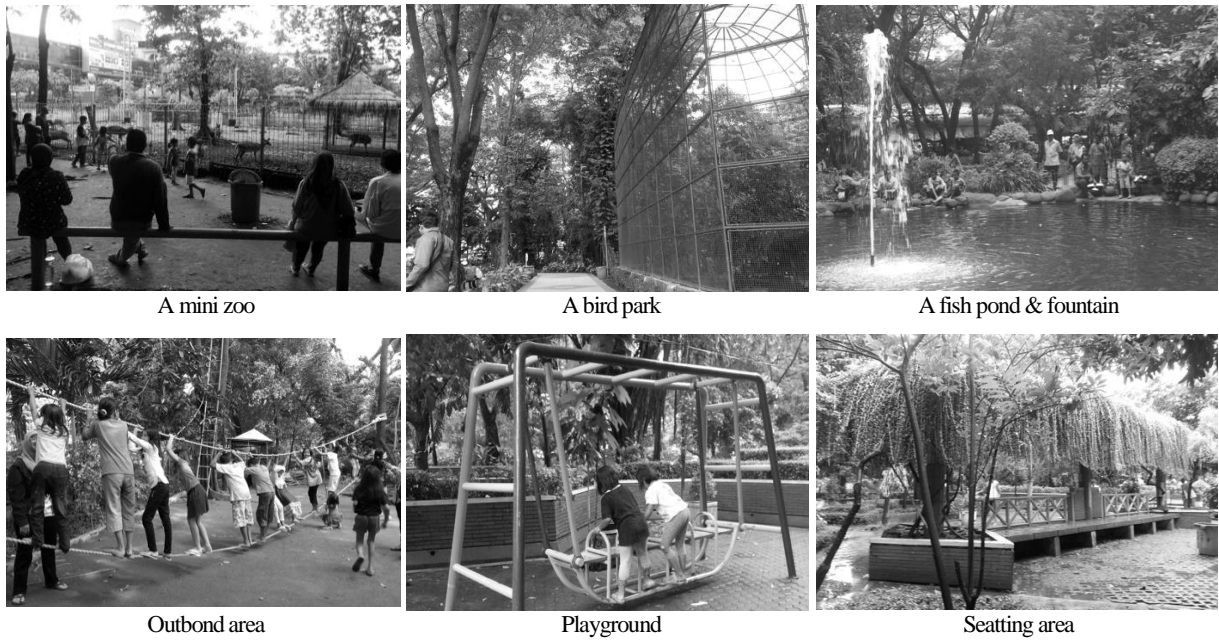 A mini zoo
A bird park
A fish pond & fountain
Outbond area
Playground
Seatting area